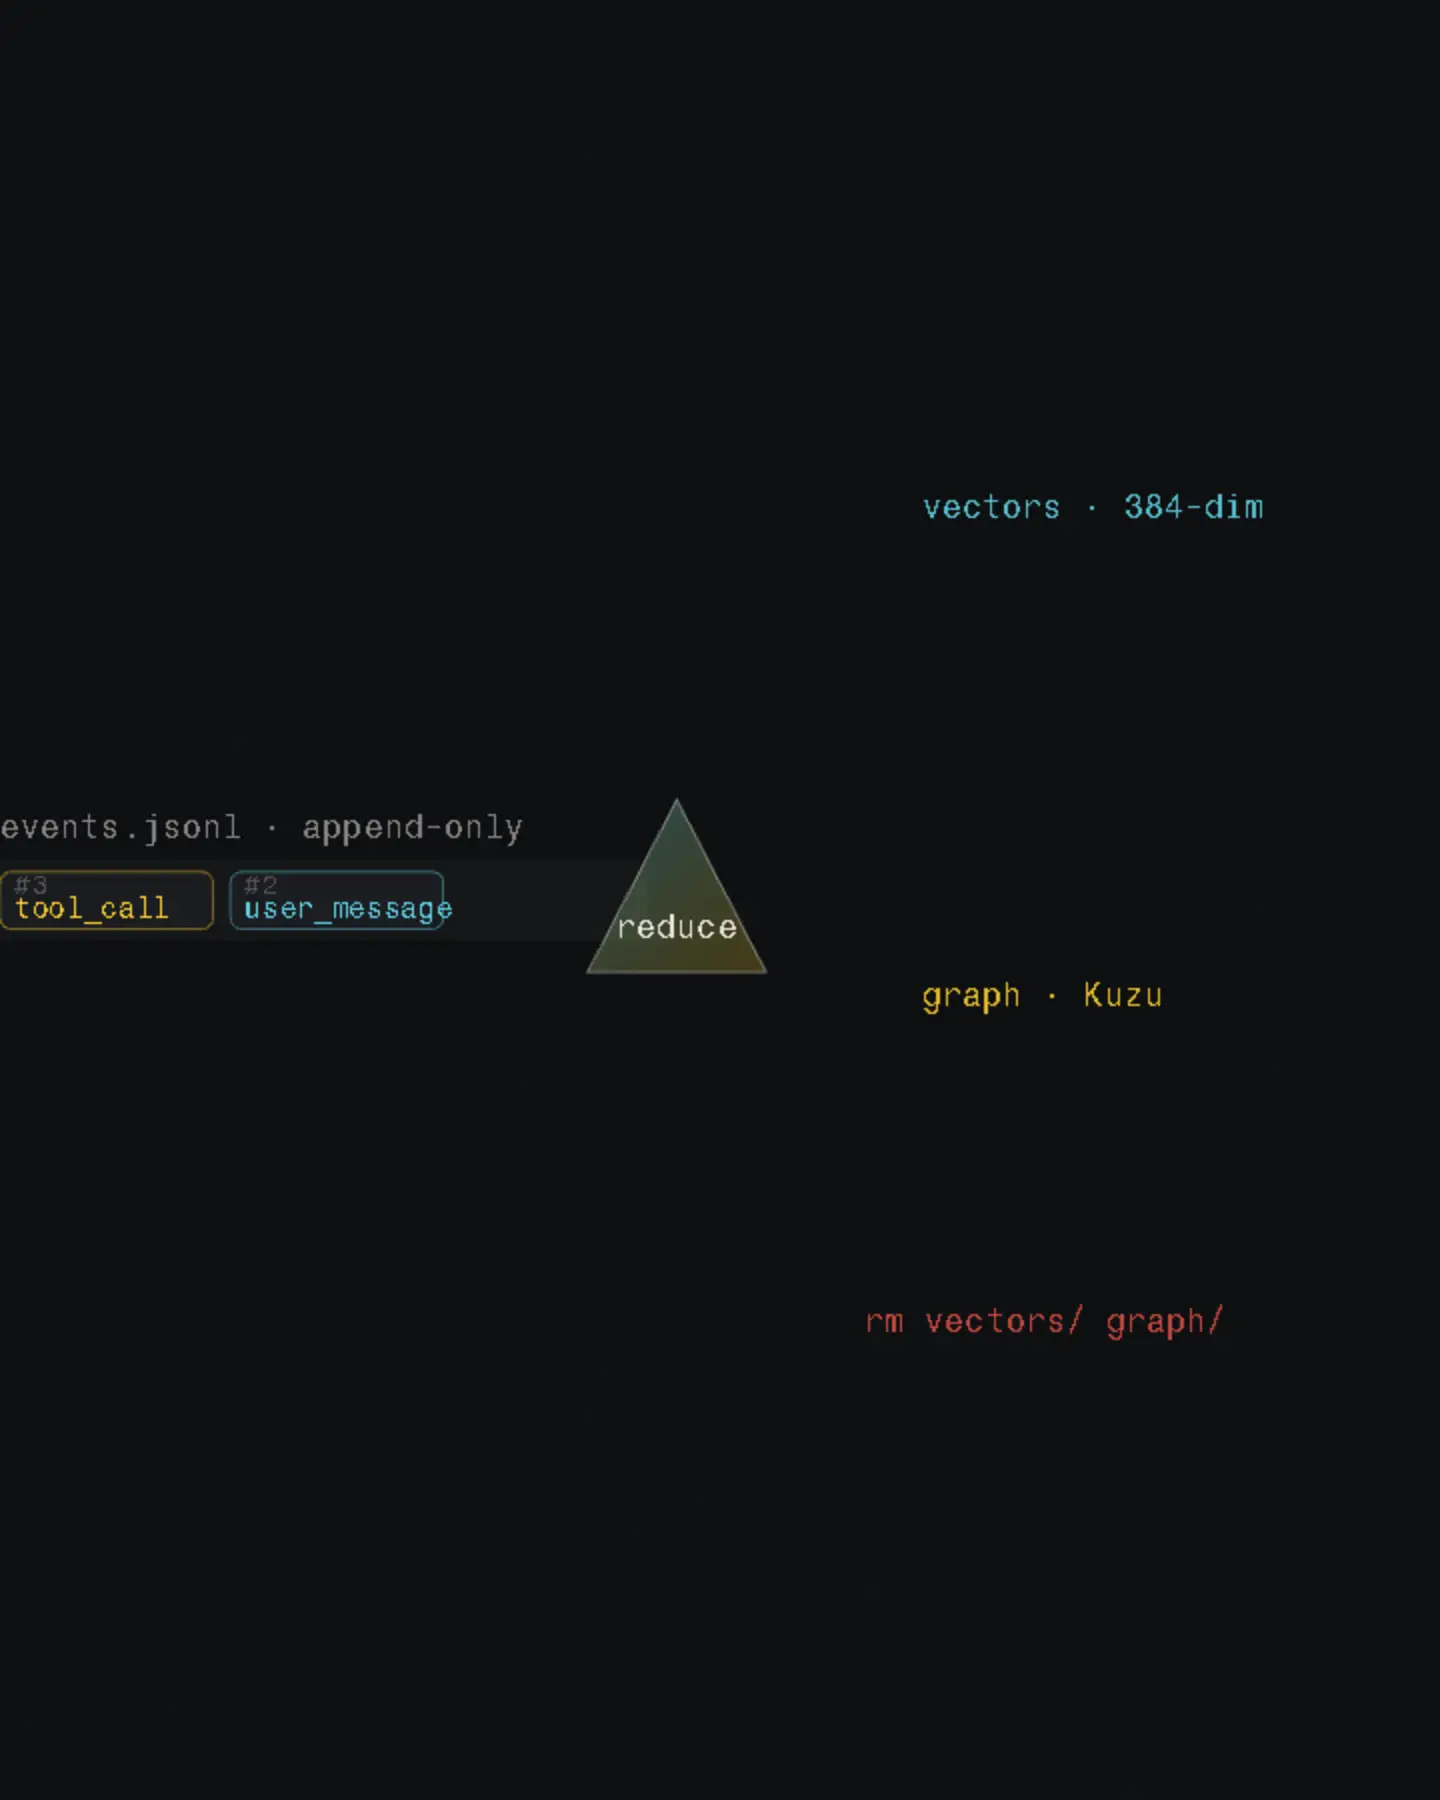 vectors · 384-dim
events.jsonl · append-only
#3
tool_call
#2
user_message
reduce
graph · Kuzu
rm vectors/ graph/